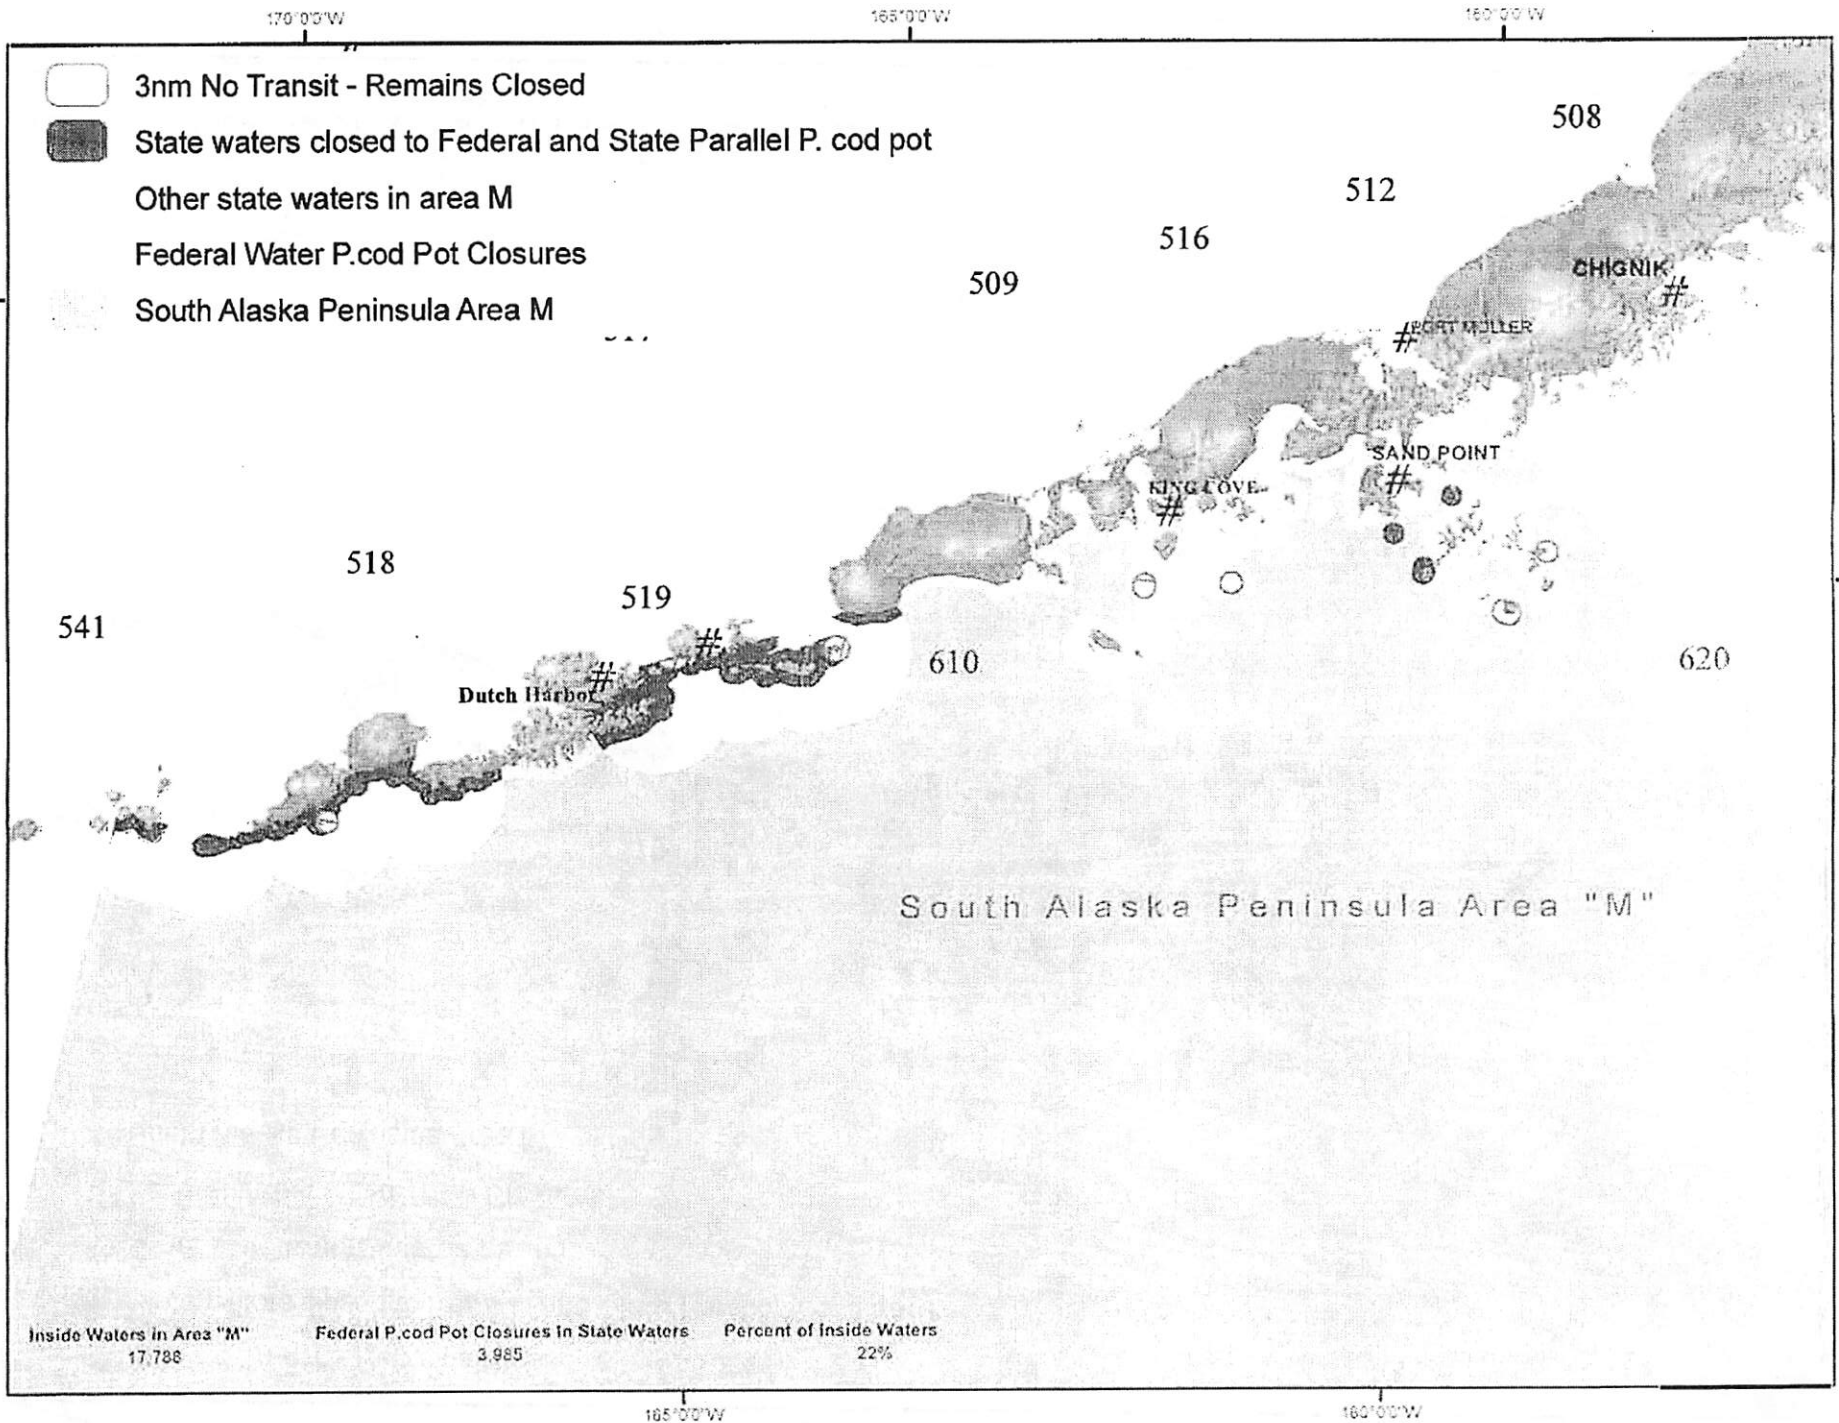 170°0'0"W
165°0'0"W
160°0'0"W
3nm No Transit - Remains Closed
State waters closed to Federal and State Parallel P. cod pot
Other state waters in area M
Federal Water P.cod Pot Closures
South Alaska Peninsula Area M
508
512
516
509
CHIGNIK
#
PORT MOLLER
#
SAND POINT
#
KING COVE
#
518
519
541
#
610
620
Dutch Harbor
#
South Alaska Peninsula Area "M"
Inside Waters in Area "M" Federal P.cod Pot Closures in State Waters Percent of Inside Waters
17,788 3,985 22%
165°0'0"W
160°0'0"W